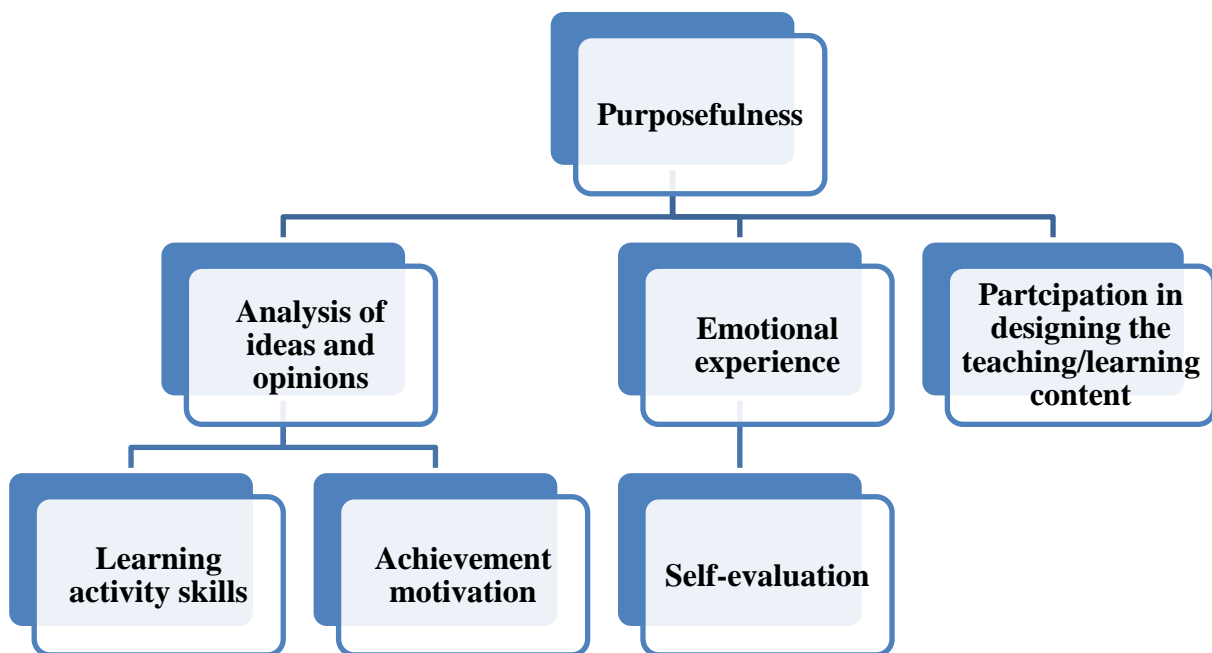 Purposefulness
Analysis of
ideas and
opinions
Emotional
experience
Partcipation in
designing the
teaching/learning
content
Learning
activity skills
Achievement
motivation
Self-evaluation